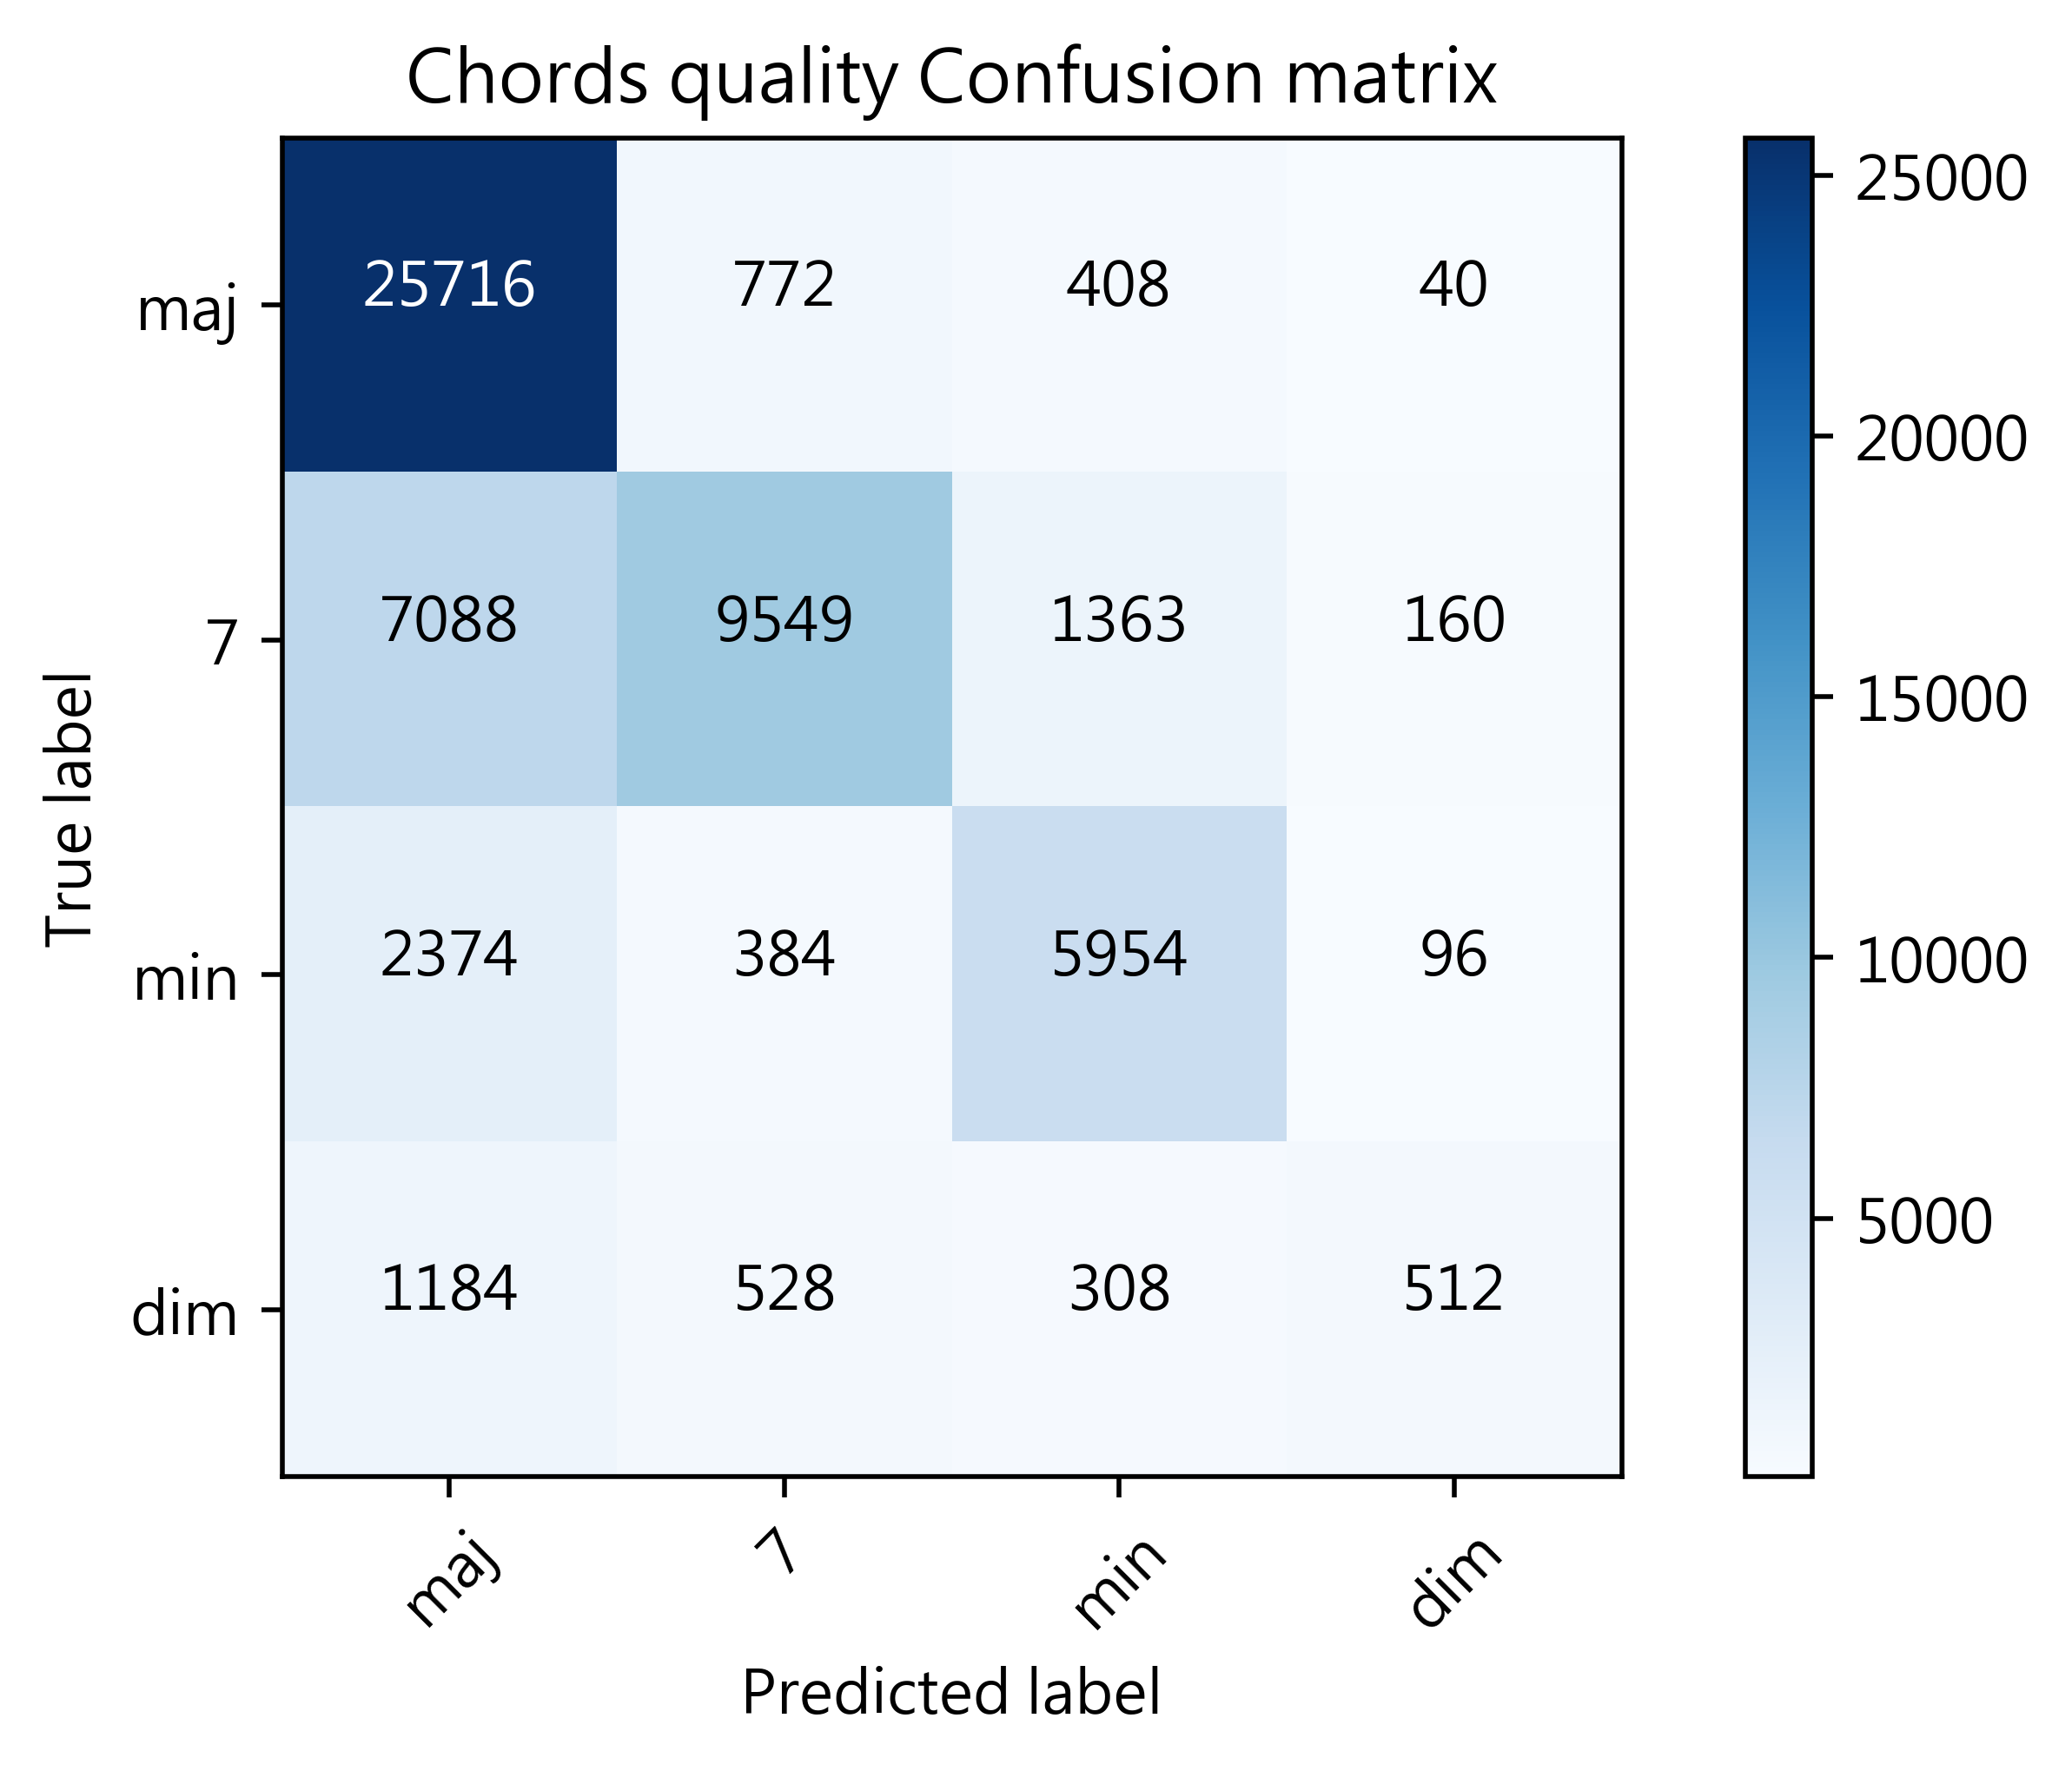 Chords quality Confusion matrix
True label
maj 25716 772 408 40
7 7088 9549 1363 160
min 2374 384 5954 96
dim 1184 528 308 512
maj 7 min dim
Predicted label
25000
20000
15000
10000
5000